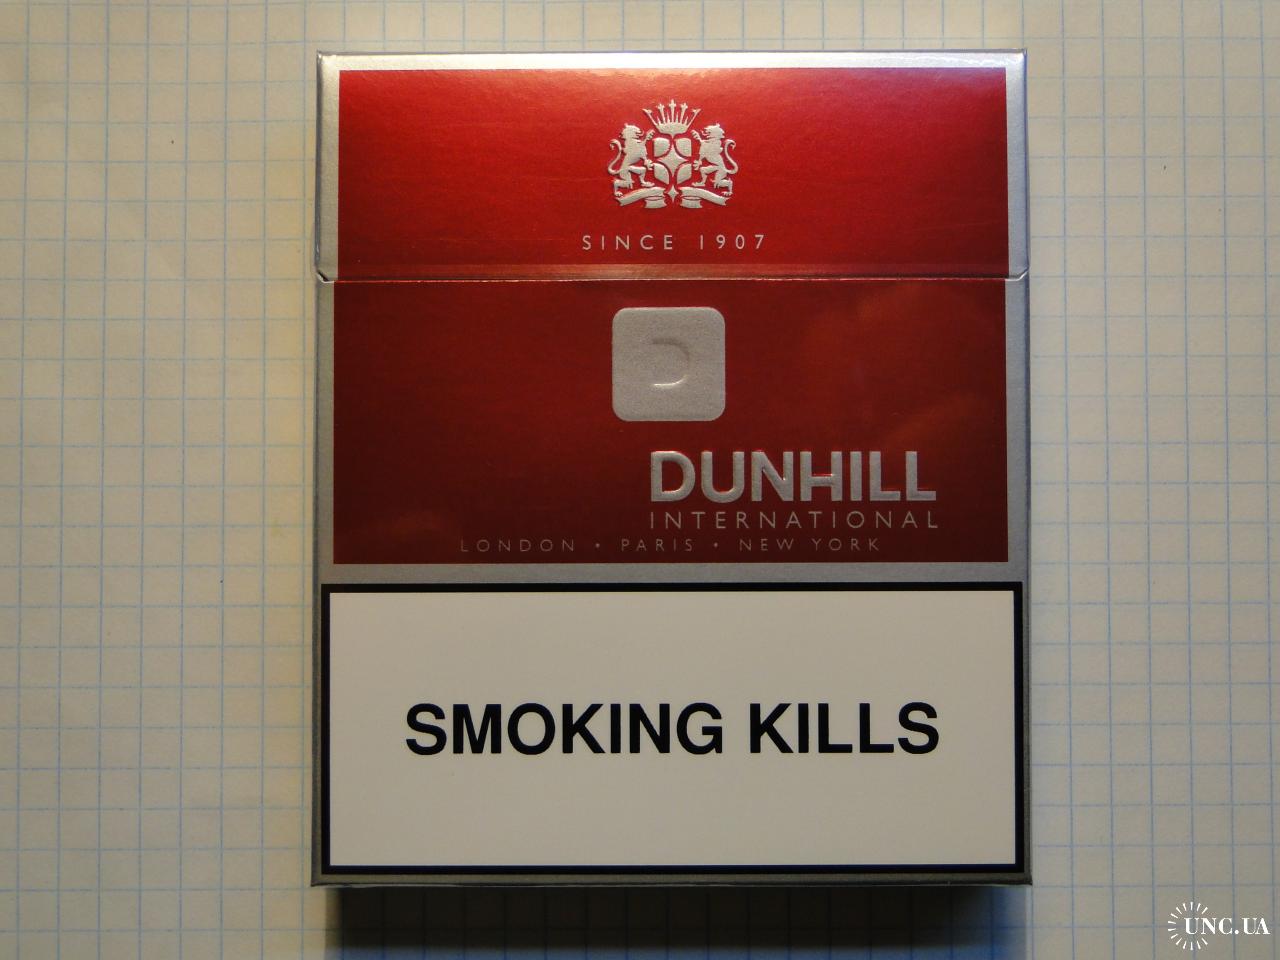 SINCE 1907
D
DUNHILL
INTERNATIONAL
LONDON • PARIS • NEW YORK
SMOKING KILLS
UNC.UA